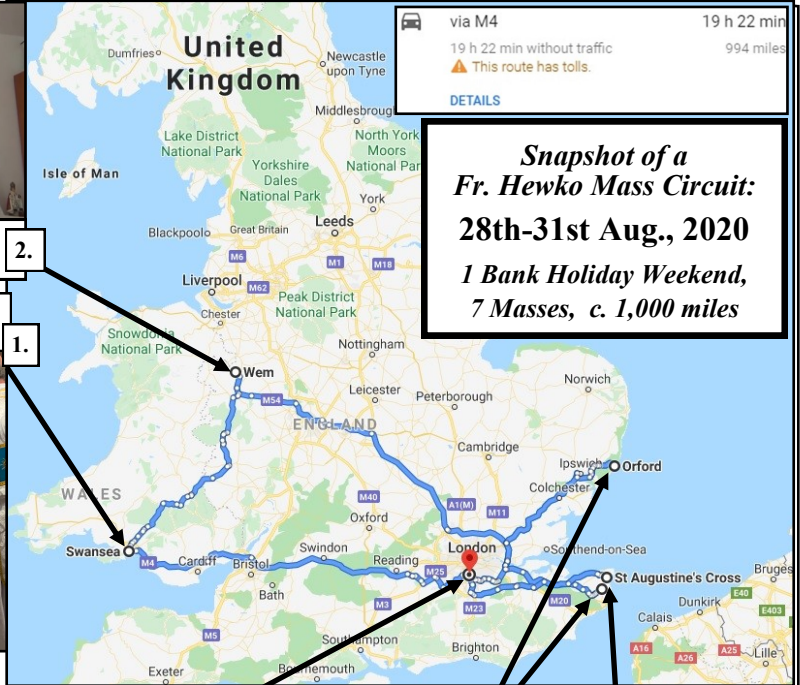 via M4 19 h 22 min
19 h 22 min without traffic 994 miles
This route has tolls.
DETAILS
Snapshot of a
Fr. Hewko Mass Circuit:
28th-31st Aug., 2020
1 Bank Holiday Weekend,
7 Masses, c. 1,000 miles
United
Kingdom
Dumfries
Newcastle
upon Tyne
Middlesbroug
Lake District
National Park
North York
Moors
National Par
Isle of Man
Yorkshire
Dales
National Park
York
Blackpool
Great Britain
Leeds
2.
M6
M1
M18
Liverpool
M62
Peak District
National Park
Chester
1.
Snowdonia
National Park
Nottingham
Wem
Norwich
M54
Leicester
Peterborough
ENGLAND
Cambridge
Ipswich
Orford
WALES
Colchester
M40
A1(M)
M11
Oxford
Swansea
M4
Cardiff
Bristol
Swindon
Reading
London
Southend-on-Sea
M25
St Augustine's Cross
Bruges
Bath
M3
M23
M20
E40
Dunkirk
E403
Calais
M5
Southampton
Brighton
A16
A26
A25
Lille
Exeter
Bournemouth